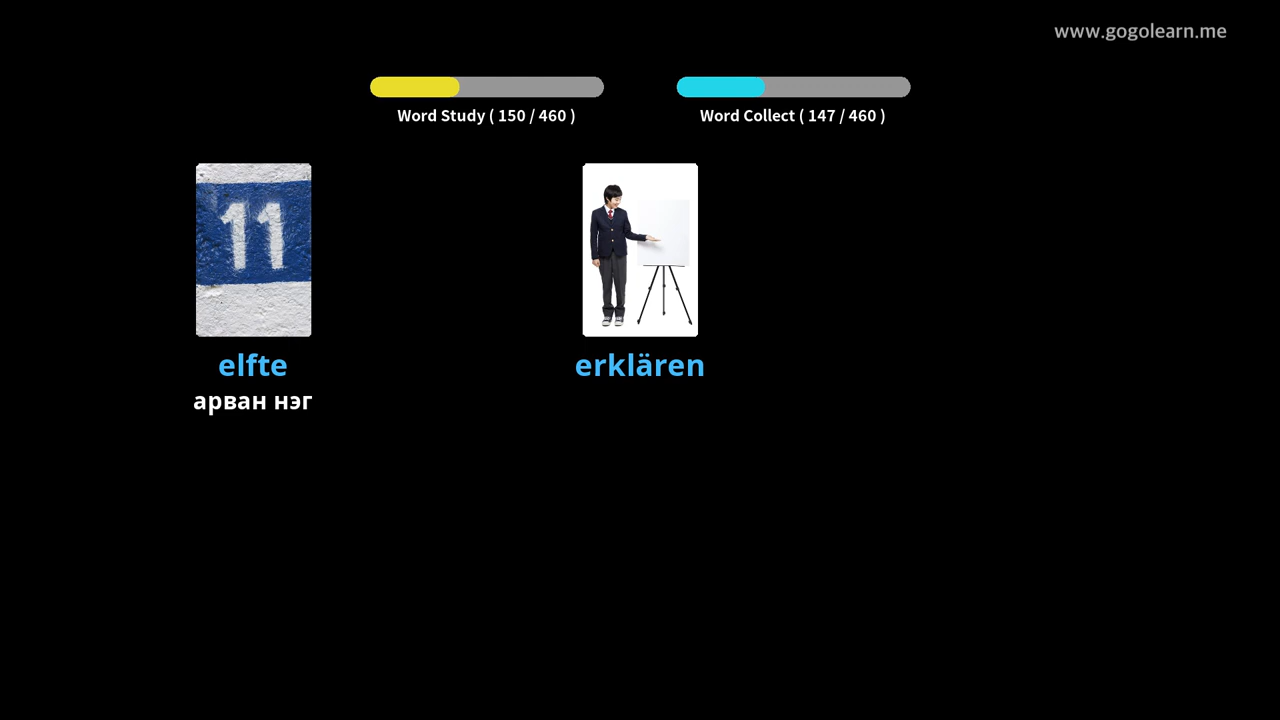 www.gogolearn.me
Word Study ( 150 / 460 )
Word Collect ( 147 / 460 )
11
elfte
арван нэг
erklären